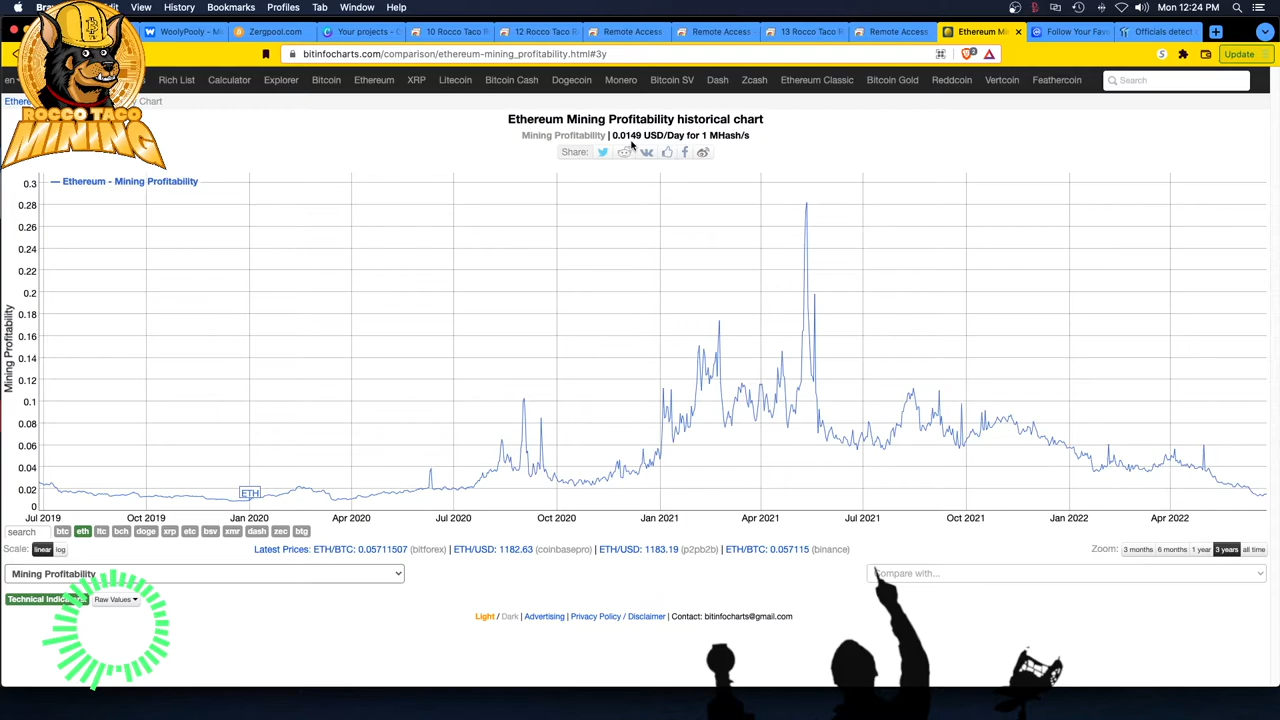 View History Bookmarks Profiles Tab Window Help
Mon 12:24 PM
WoolyPooly - M
Zergpool.com
Your projects - C
10 Rocco Taco R
12 Rocco Taco R
Remote Access
Remote Access
13 Rocco Taco R
Remote Access
Ethereum Mi
Follow Your Fav
Officials detect
bitinfocharts.com/comparison/ethereum-mining_profitability.html#3y
Update
en
Rich List Calculator Explorer Bitcoin Ethereum XRP Litecoin Bitcoin Cash Dogecoin Monero Bitcoin SV Dash Zcash Ethereum Classic Bitcoin Gold Reddcoin Vertcoin Feathercoin
Search
Chart
ROCCO TACO
MINING
Ethereum Mining Profitability historical chart
Mining Profitability | 0.0149 USD/Day for 1 MHash/s
Share:
Ethereum - Mining Profitability
0.3
0.28
0.26
0.24
0.22
0.2
0.18
0.16
0.14
0.12
0.1
0.08
0.06
0.04
0.02
0
Mining Profitability
ETH
Jul 2019 Oct 2019 Jan 2020 Apr 2020 Jul 2020 Oct 2020 Jan 2021 Apr 2021 Jul 2021 Oct 2021 Jan 2022 Apr 2022
search btc eth ltc bch doge xrp etc bsv xmr dash zec btg
Scale: linear log
Latest Prices: ETH/BTC: 0.05711507 (bitforex) | ETH/USD: 1182.63 (coinbasepro) | ETH/USD: 1183.19 (p2pb2b) | ETH/BTC: 0.057115 (binance)
Zoom: 3 months 6 months 1 year 3 years all time
Mining Profitability
Compare with...
Technical Indicators: Raw Values
Light / Dark | Advertising | Privacy Policy / Disclaimer | Contact: bitinfocharts@gmail.com